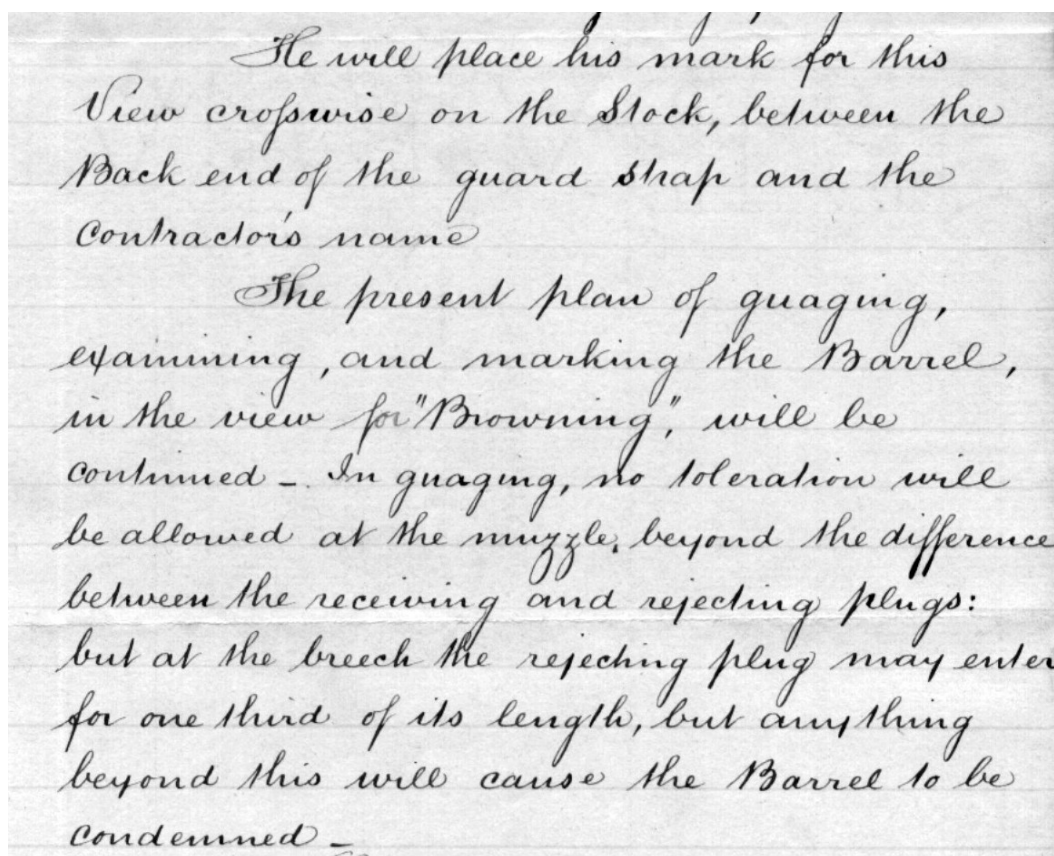 He will place his mark for this
View crosswise on the Stock, between the
Back end of the guard strap and the
Contractor's name
The present plan of guaging,
examining, and marking the Barrel,
in the view for "Browning", will be
continued – In guaging, no toleration will
be allowed at the muzzle, beyond the difference
between the receiving and rejecting plugs:
but at the breech the rejecting plug may enter
for one third of its length, but anything
beyond this will cause the Barrel to be
condemned –